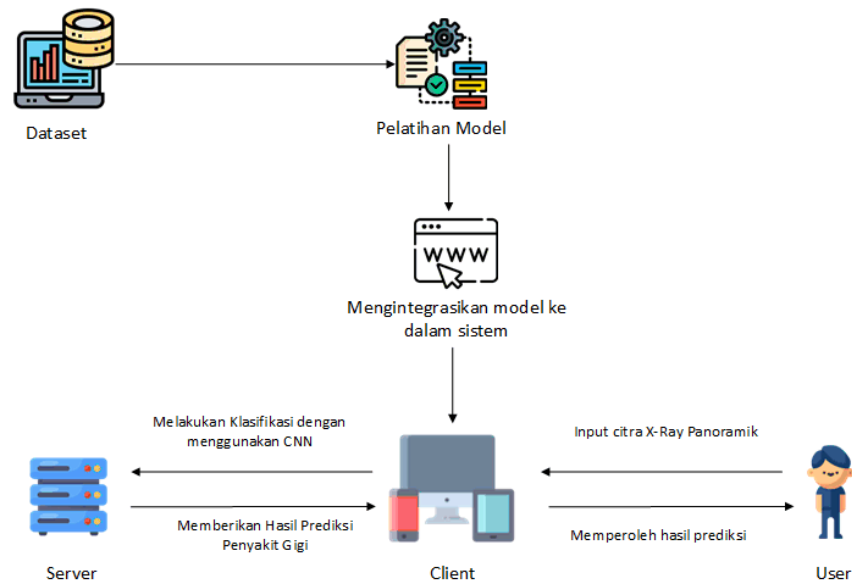 Dataset
Pelatihan Model
WWW
Mengintegrasikan model ke
dalam sistem
Melakukan Klasifikasi dengan
menggunakan CNN
Input citra X-Ray Panoramik
Memberikan Hasil Prediksi
Penyakit Gigi
Memperoleh hasil prediksi
Server
Client
User